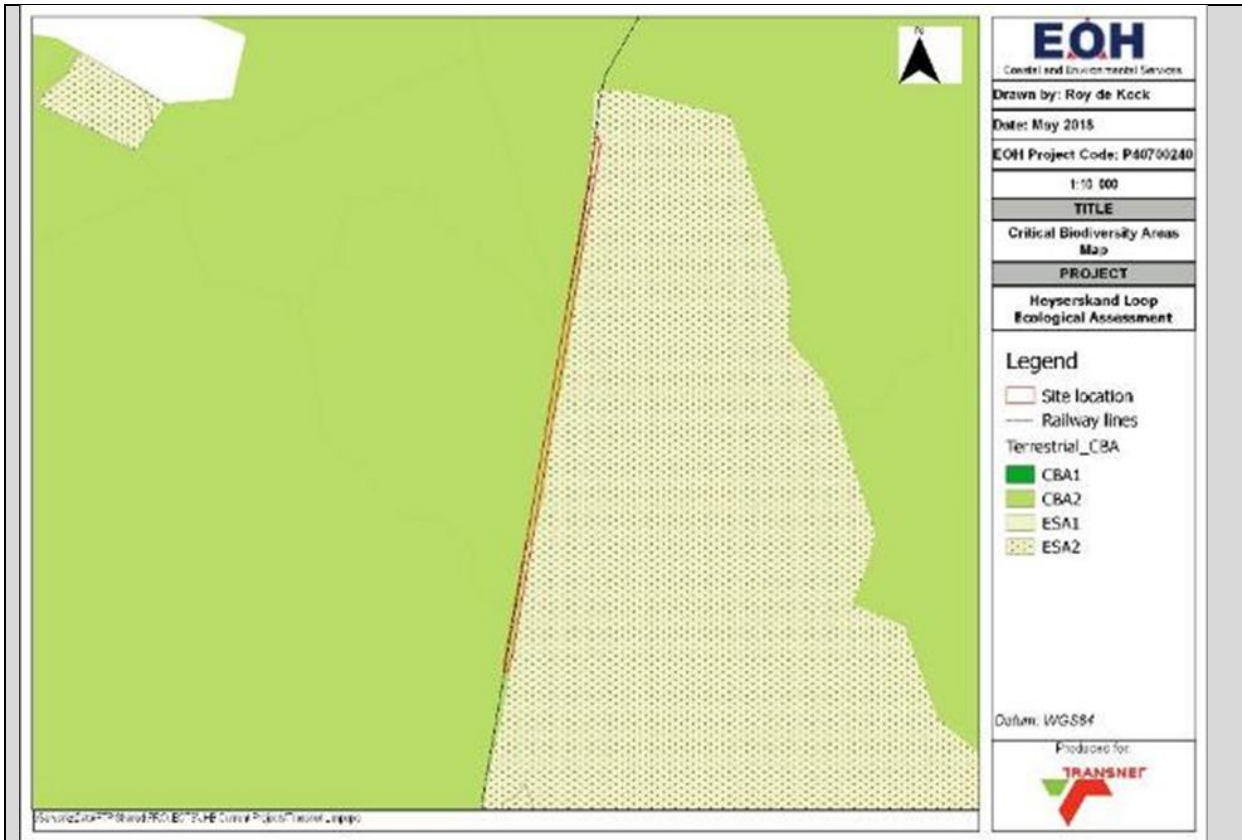 N
EOH
Coastal and Environmental Services
Drawn by: Roy de Kock
Date: May 2015
EOH Project Code: P40700240
1:10 000
TITLE
Critical Biodiversity Areas
Map
PROJECT
Heyserskand Loop
Ecological Assessment
Legend
Site location
Railway lines
Terrestrial_CBA
CBA1
CBA2
ESA1
ESA2
Datum: WGS84
Produced for:
TRANSNET